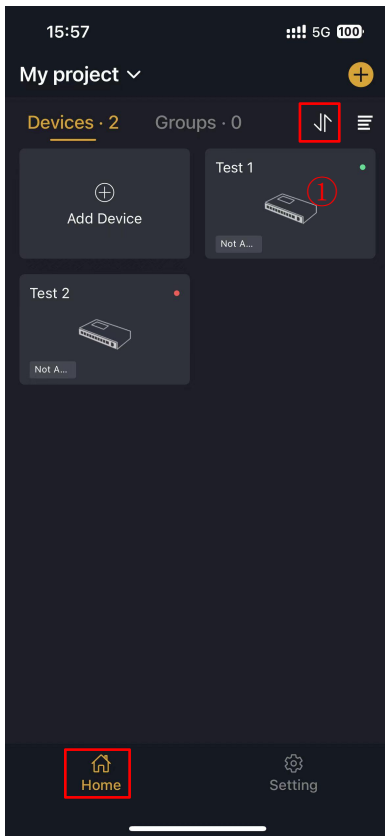 15:57 5G 100
My project
Devices · 2 Groups · 0
①
Test 1
Add Device
Not A...
Test 2
Not A...
Home Setting